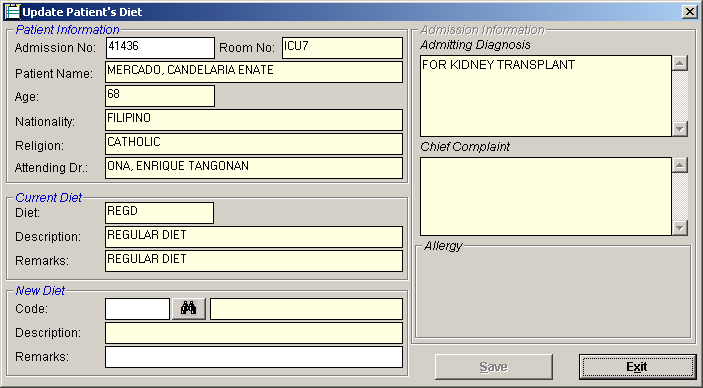 Update Patient's Diet
Patient Information
Admission No: 41436 Room No: ICU7
Patient Name: MERCADO, CANDELARIA ENATE
Age: 68
Nationality: FILIPINO
Religion: CATHOLIC
Attending Dr.: ONA, ENRIQUE TANGONAN
Current Diet
Diet: REGD
Description: REGULAR DIET
Remarks: REGULAR DIET
New Diet
Code:
Description:
Remarks:
Admission Information
Admitting Diagnosis
FOR KIDNEY TRANSPLANT
Chief Complaint
Allergy
Save Exit